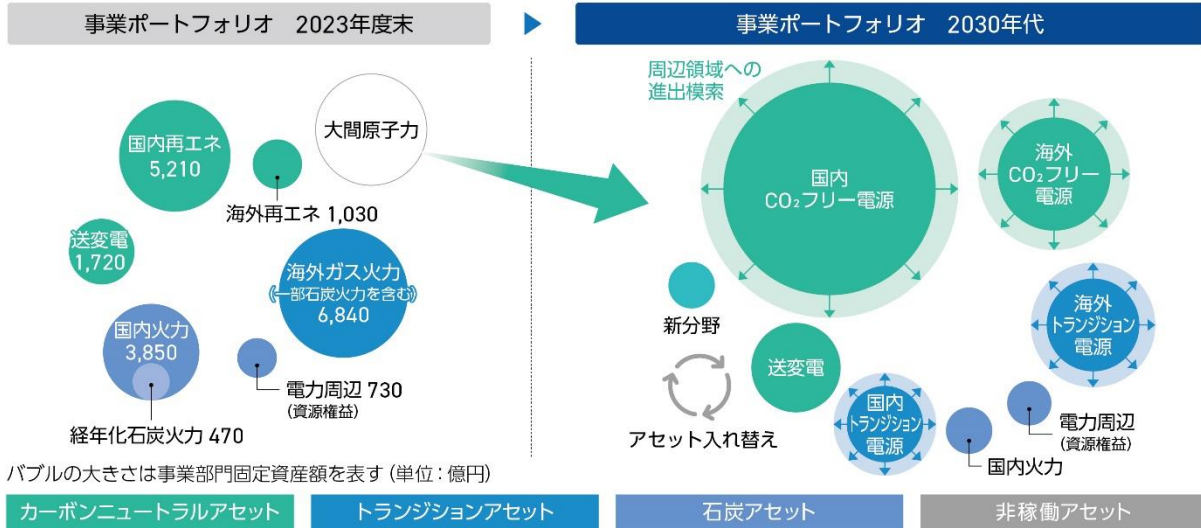 事業ポートフォリオ 2023年度末
事業ポートフォリオ 2030年代
国内再エネ
5,210
海外再エネ 1,030
大間原子力
送変電
1,720
海外ガス火力
(一部石炭火力を含む)
6,840
国内火力
3,850
経年化石炭火力 470
電力周辺 730
(資源権益)
バブルの大きさは事業部門固定資産額を表す (単位：億円)
周辺領域への
進出模索
国内
CO₂フリー電源
海外
CO₂フリー
電源
新分野
アセット入れ替え
送変電
国内
トランジション
電源
海外
トランジション
電源
国内火力
電力周辺
(資源権益)
カーボンニュートラルアセット
トランジションアセット
石炭アセット
非稼働アセット